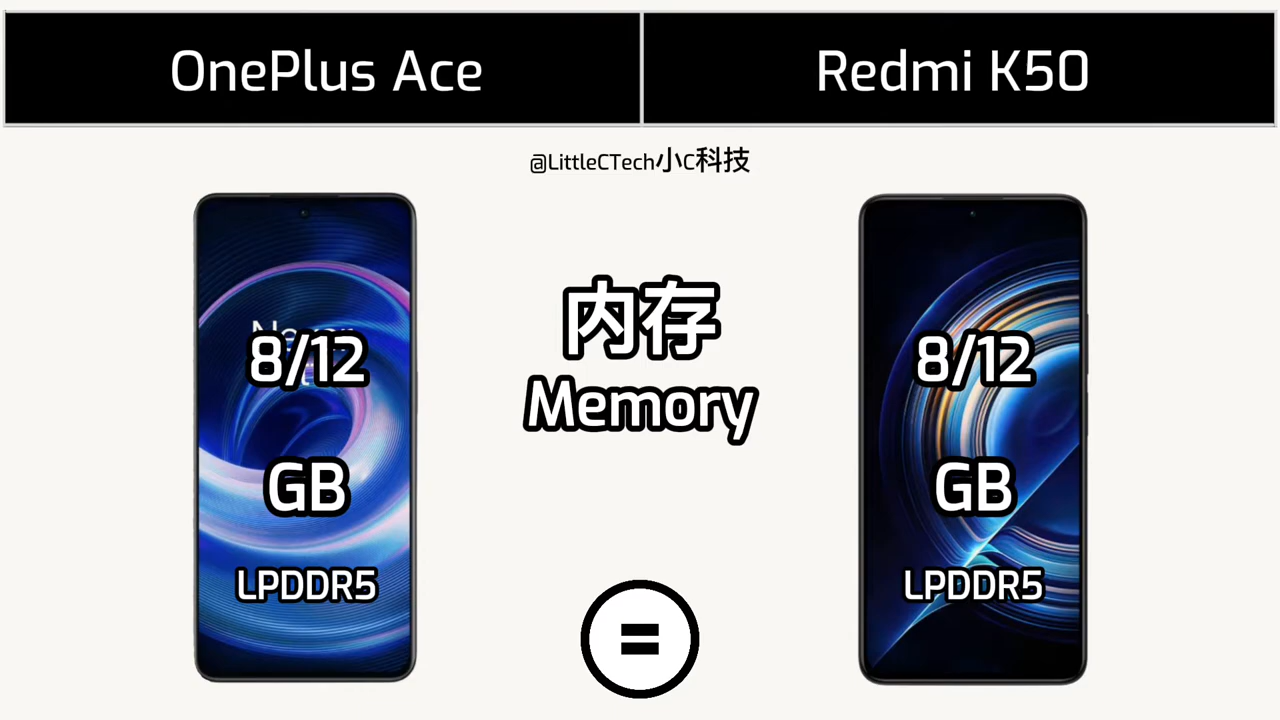 OnePlus Ace
Redmi K50
@LittleCTech小C科技
内存
Memory
8/12
GB
LPDDR5
8/12
GB
LPDDR5
=